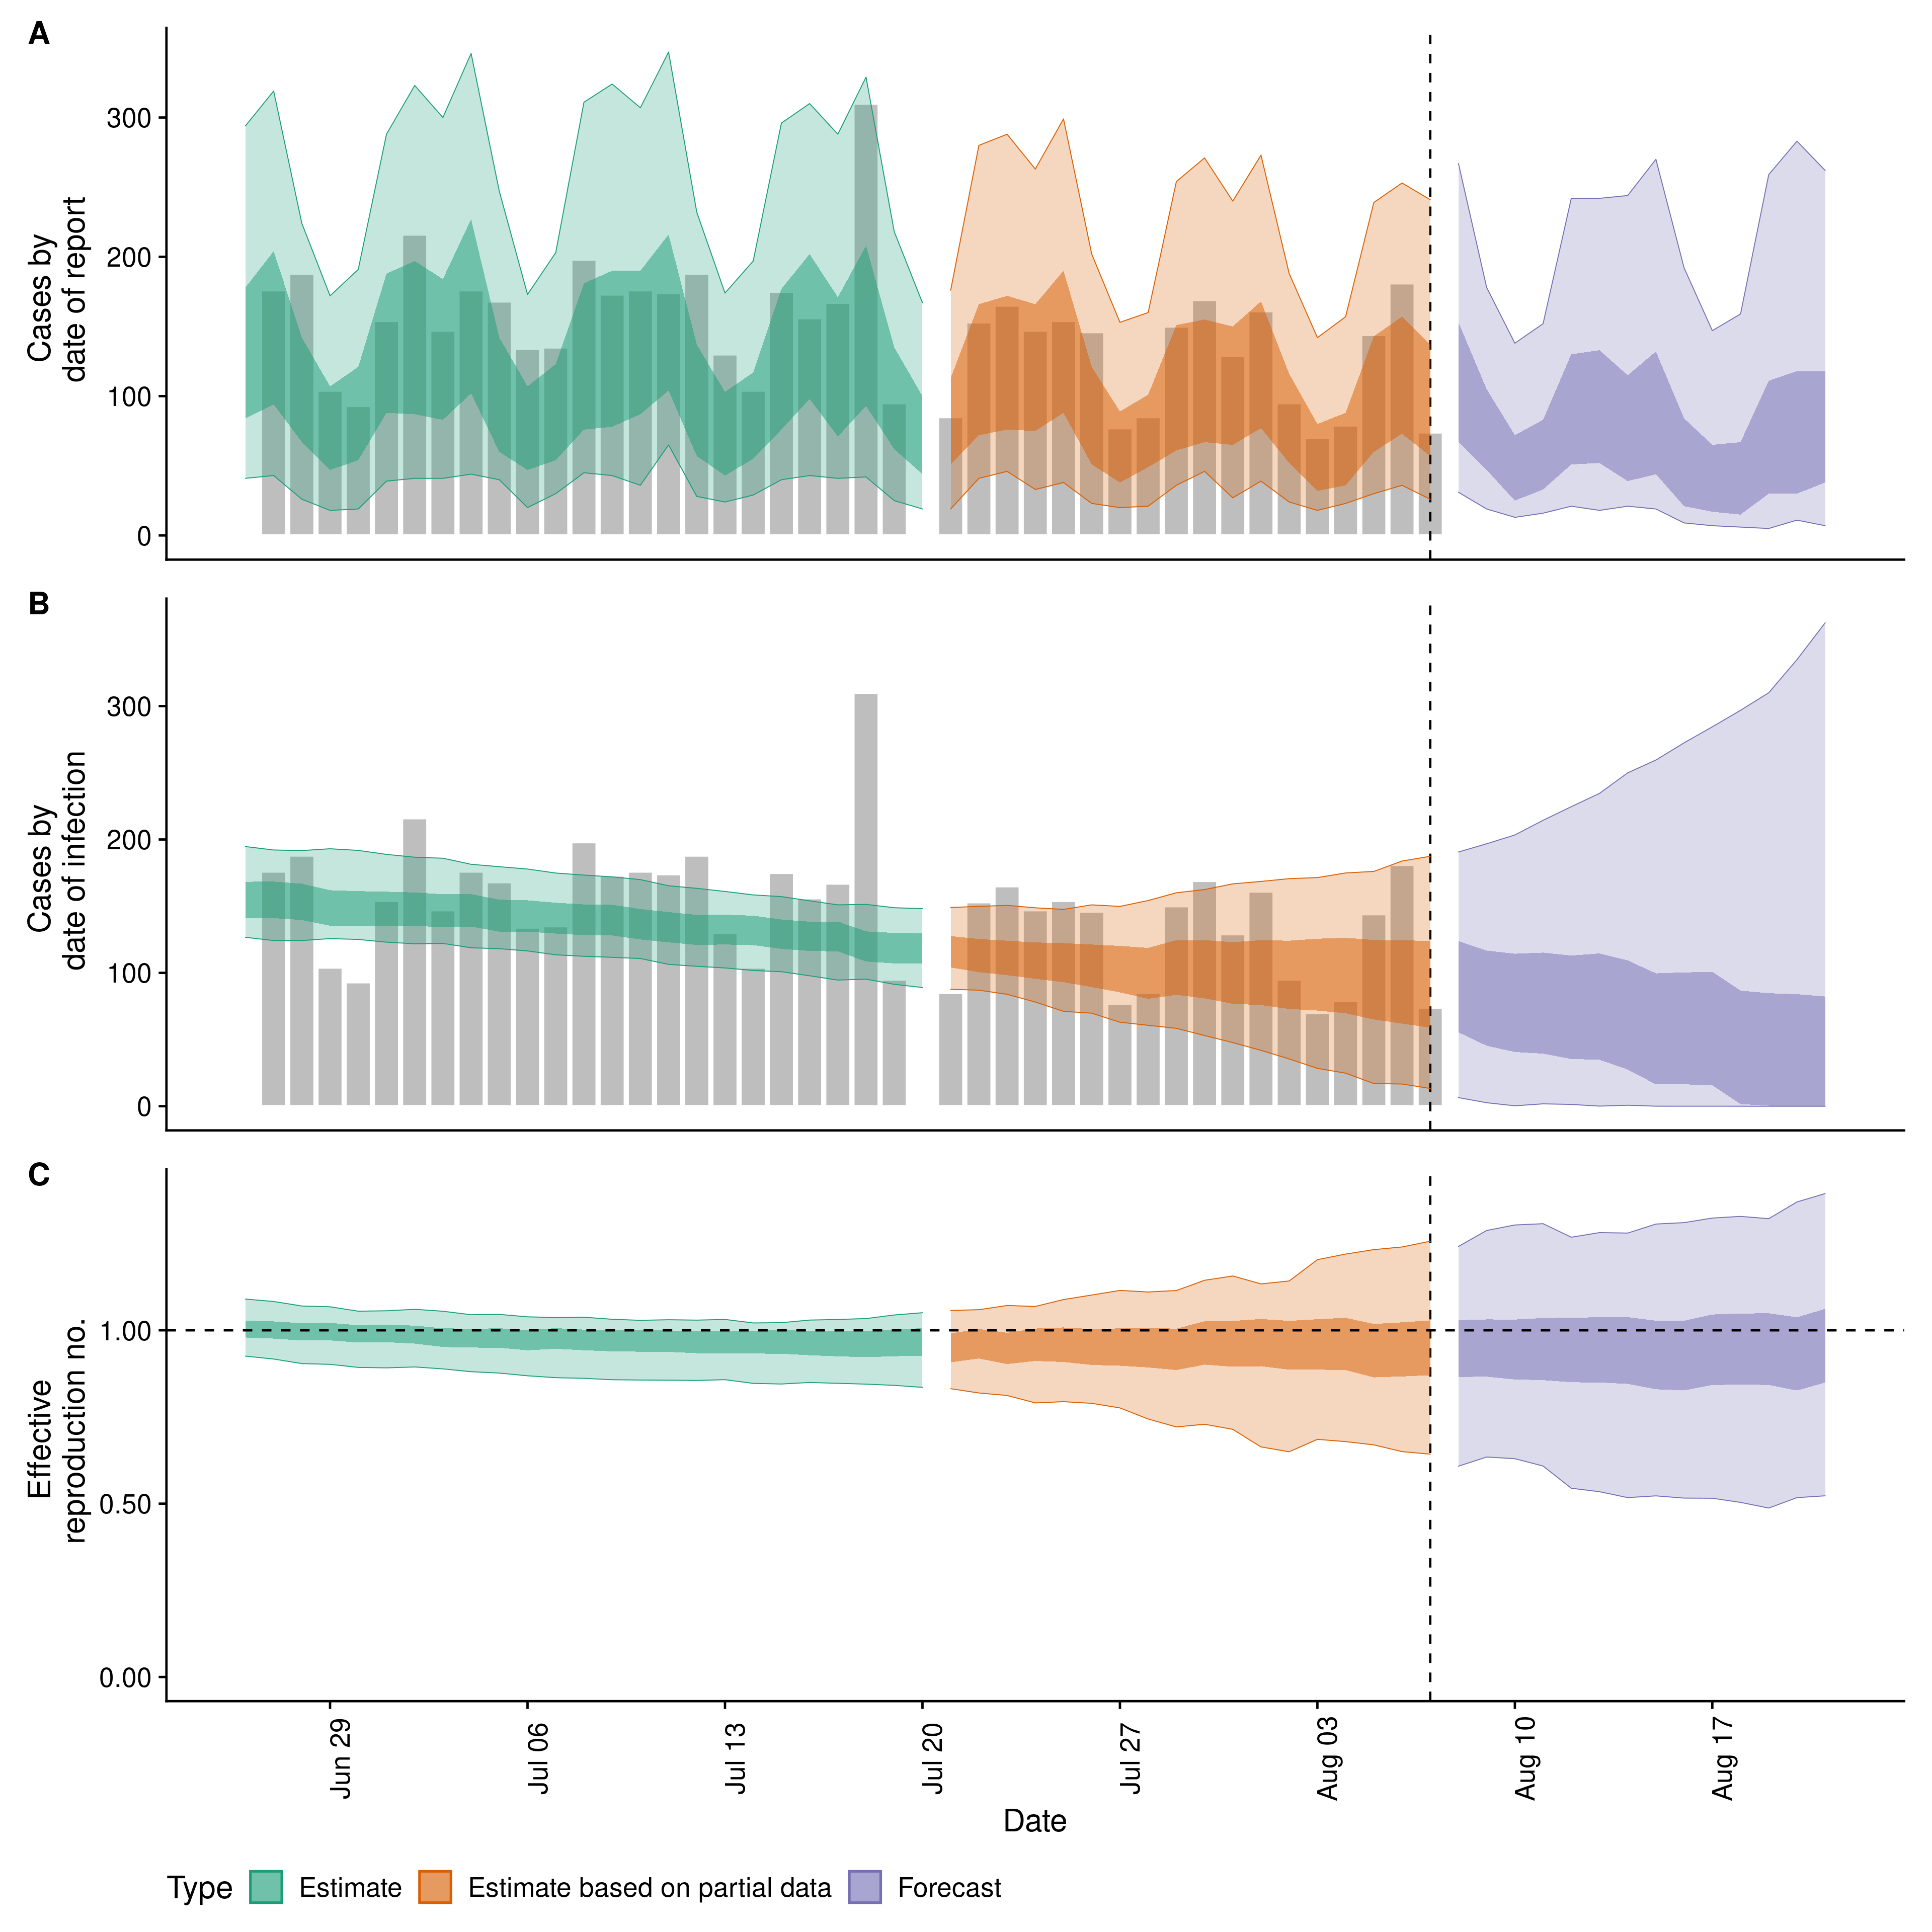 A
Cases by
date of report
300
200
100
0
B
Cases by
date of infection
300
200
100
0
C
Effective
reproduction no.
1.00
0.50
0.00
Jun 29
Jul 06
Jul 13
Jul 20
Jul 27
Aug 03
Aug 10
Aug 17
Date
Type Estimate Estimate based on partial data Forecast